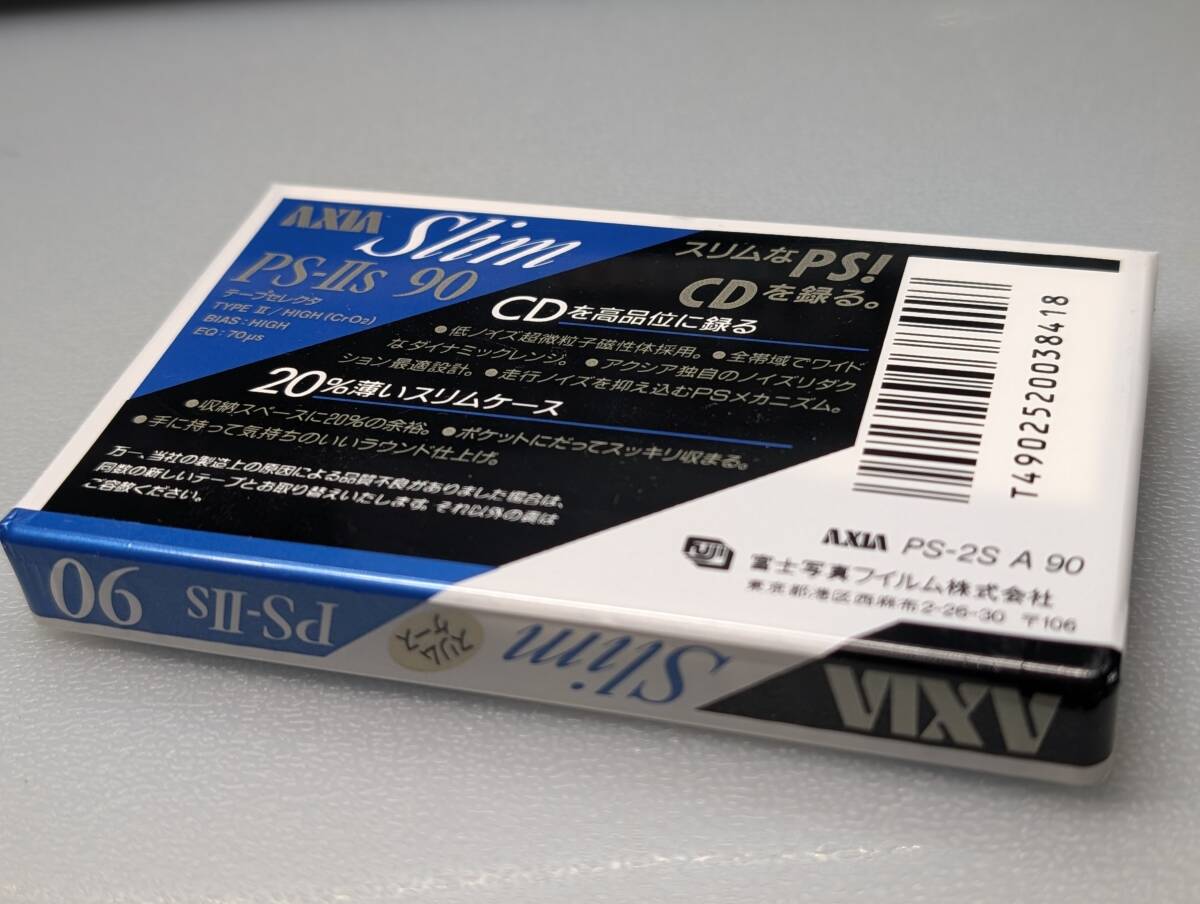 AXIA Slim
PS-IIs 90
テープセレクタ
TYPE II/HIGH(CrO2)
BIAS:HIGH
EQ:70μs
スリムなPS!
CDを録る。
CDを高品位に録る
●低ノイズ超微粒子磁性体採用。●全帯域でワイド
なダイナミックレンジ。●アクシア独自のノイズリダク
ション最適設計。●走行ノイズを抑え込むPSメカニズム。
20%薄いスリムケース
●収納スペースに20%の余裕。●ポケットにだってスッキリ収まる。
●手に持って気持ちのいいラウンド仕上げ。
万一、当社の製造上の原因による品質不良がありました場合は、
同数の新しいテープとお取り替えいたします。それ以外の責は
ご容赦ください。
T4902520038418
AXIA PS-2S A 90
FUJI 富士写真フイルム株式会社
東京都港区西麻布2-26-30 〒106
AXIA Slim スリムケース PS-IIs 90